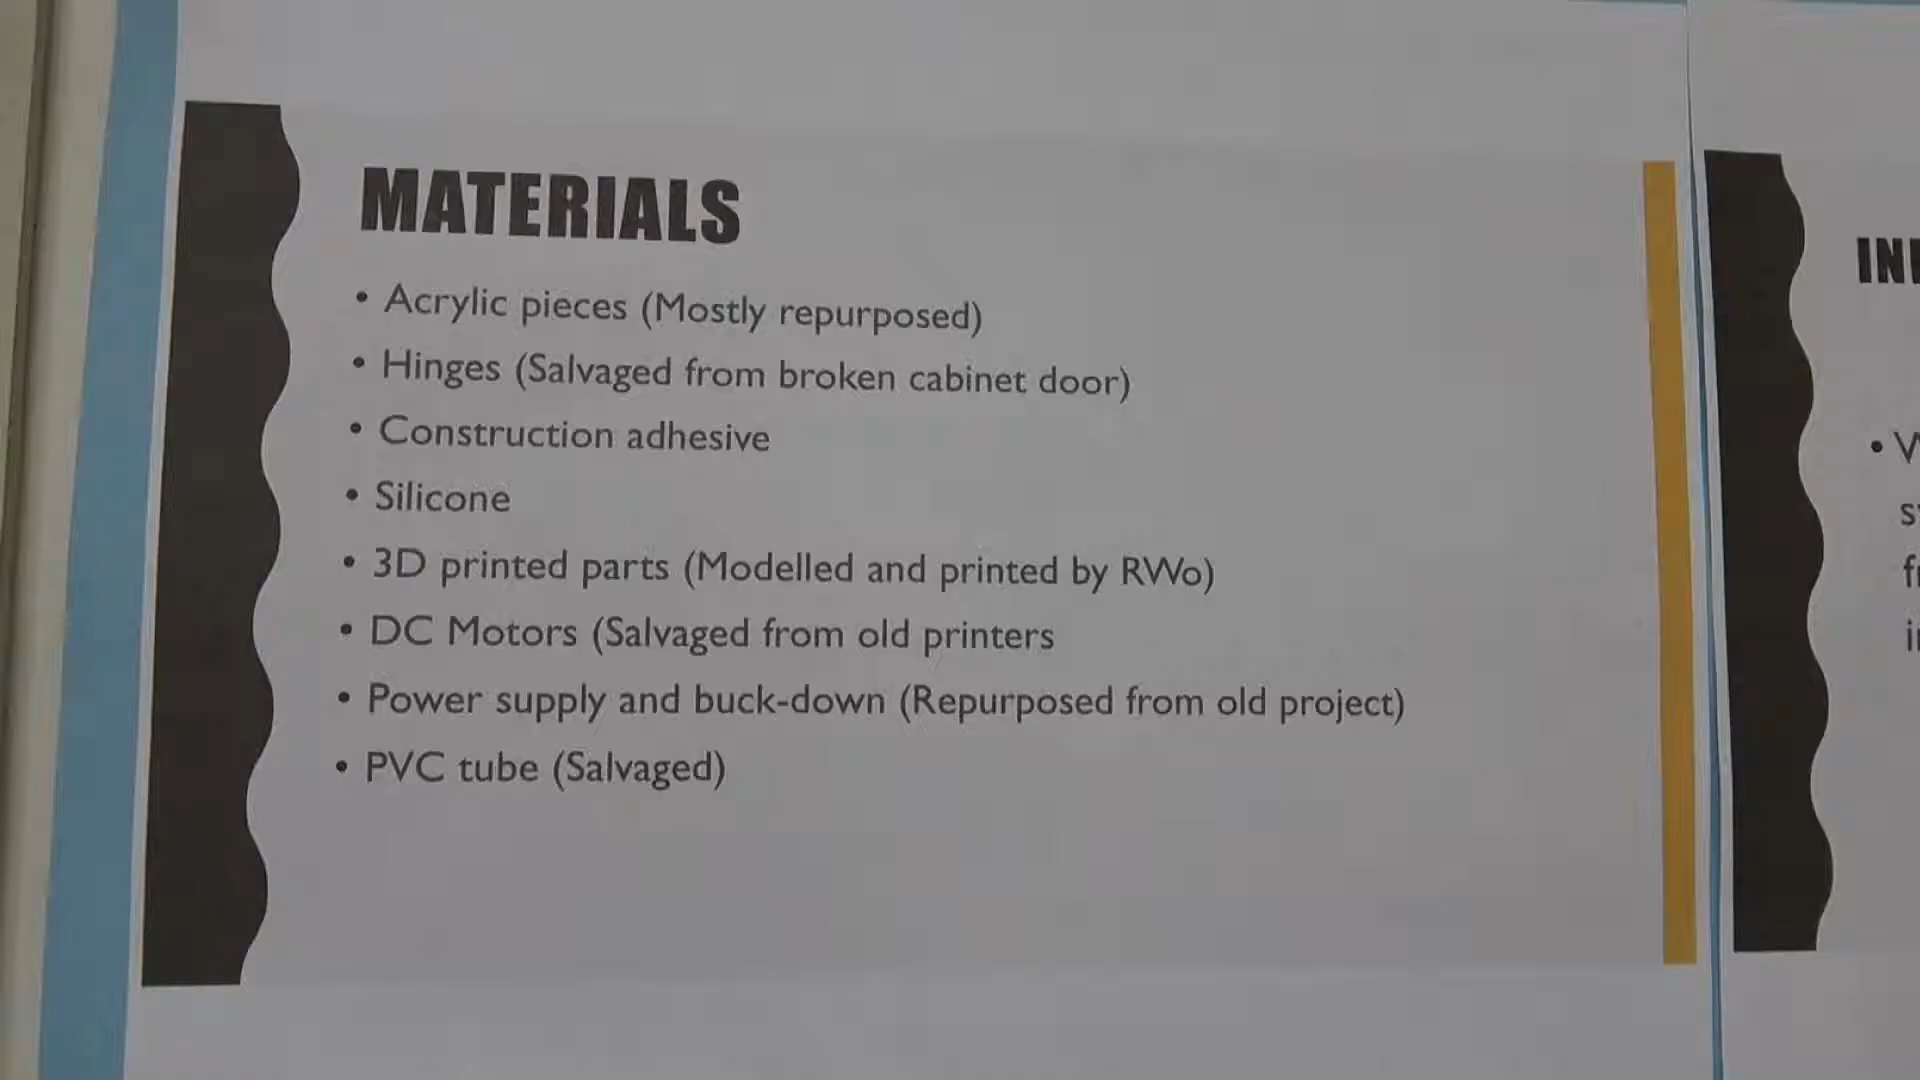 MATERIALS
• Acrylic pieces (Mostly repurposed)
• Hinges (Salvaged from broken cabinet door)
• Construction adhesive
• Silicone
• 3D printed parts (Modelled and printed by RWo)
• DC Motors (Salvaged from old printers
• Power supply and buck-down (Repurposed from old project)
• PVC tube (Salvaged)